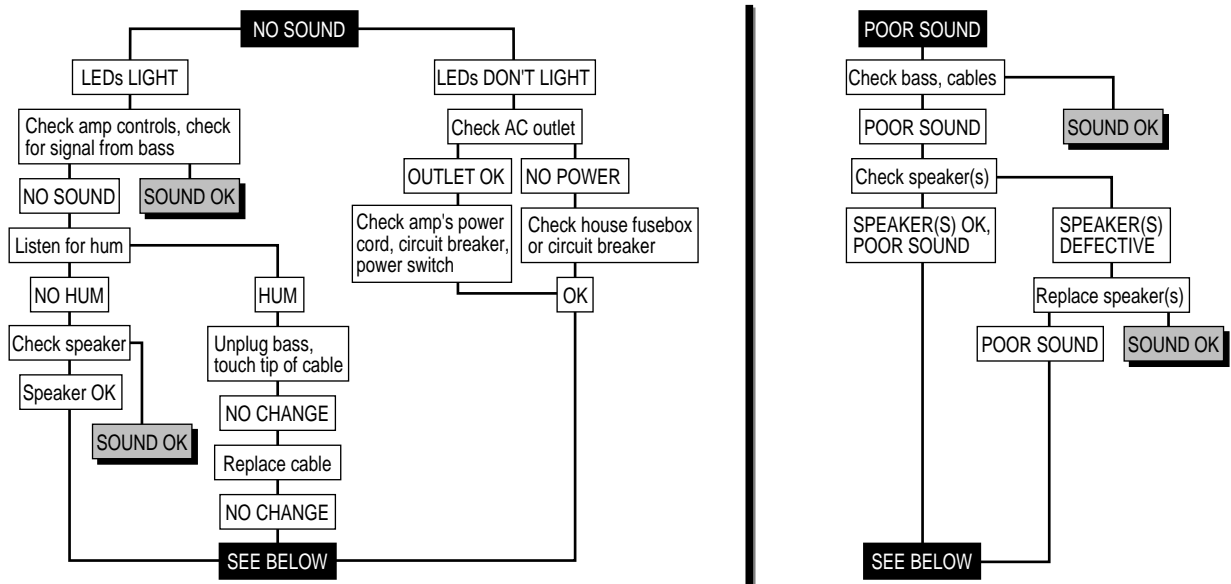 NO SOUND
LEDs LIGHT
LEDs DON'T LIGHT
Check amp controls, check
for signal from bass
Check AC outlet
NO SOUND
SOUND OK
OUTLET OK
NO POWER
Listen for hum
Check amp's power
cord, circuit breaker,
power switch
Check house fusebox
or circuit breaker
NO HUM
HUM
OK
Check speaker
Unplug bass,
touch tip of cable
Speaker OK
NO CHANGE
SOUND OK
Replace cable
NO CHANGE
SEE BELOW
POOR SOUND
Check bass, cables
POOR SOUND
SOUND OK
Check speaker(s)
SPEAKER(S) OK,
POOR SOUND
SPEAKER(S)
DEFECTIVE
Replace speaker(s)
POOR SOUND
SOUND OK
SEE BELOW